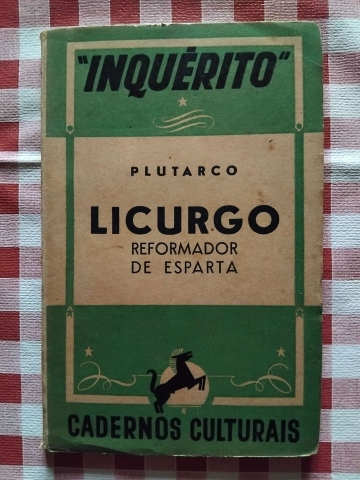 "INQUÉRITO"
PLUTARCO
LICURGO
REFORMADOR
DE ESPARTA
CADERNOS CULTURAIS